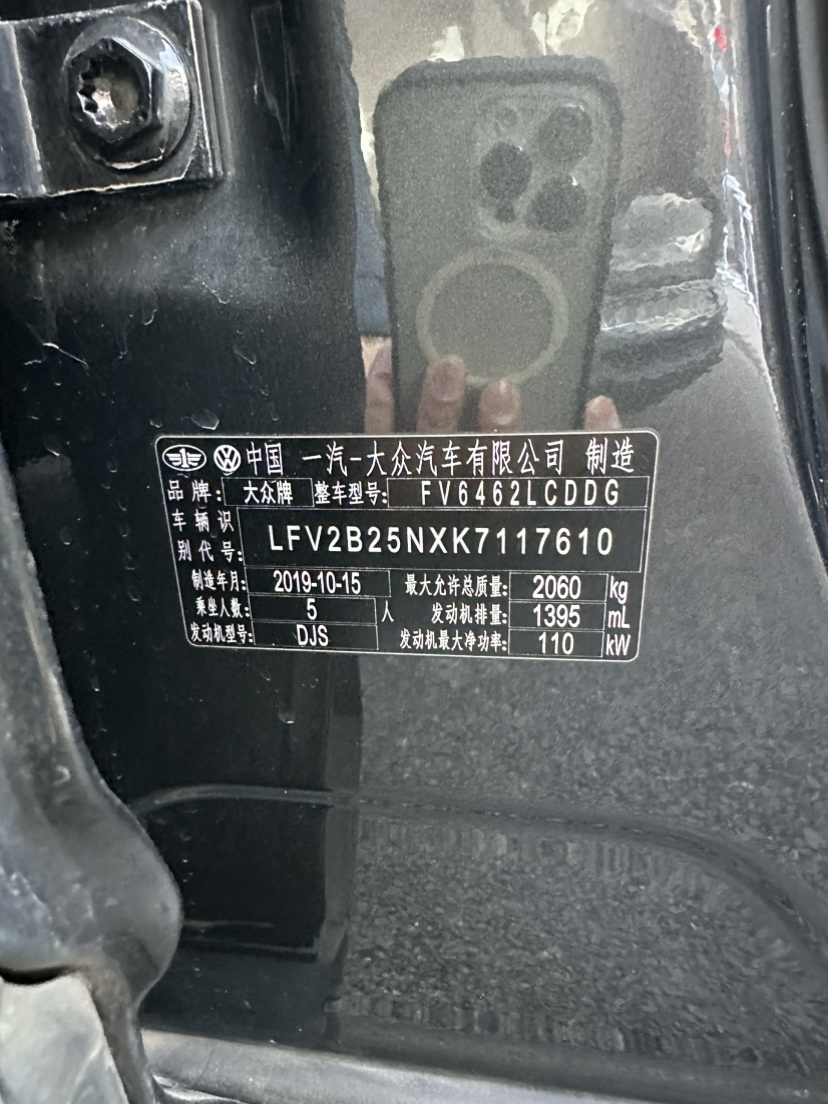 中国 一汽-大众汽车有限公司 制造
品牌: 大众牌 整车型号: FV6462LCDDG
车辆识别代号: LFV2B25NXK7117610
制造年月: 2019-10-15 最大允许总质量: 2060 kg
乘坐人数: 5 人 发动机排量: 1395 mL
发动机型号: DJS 发动机最大净功率: 110 kW